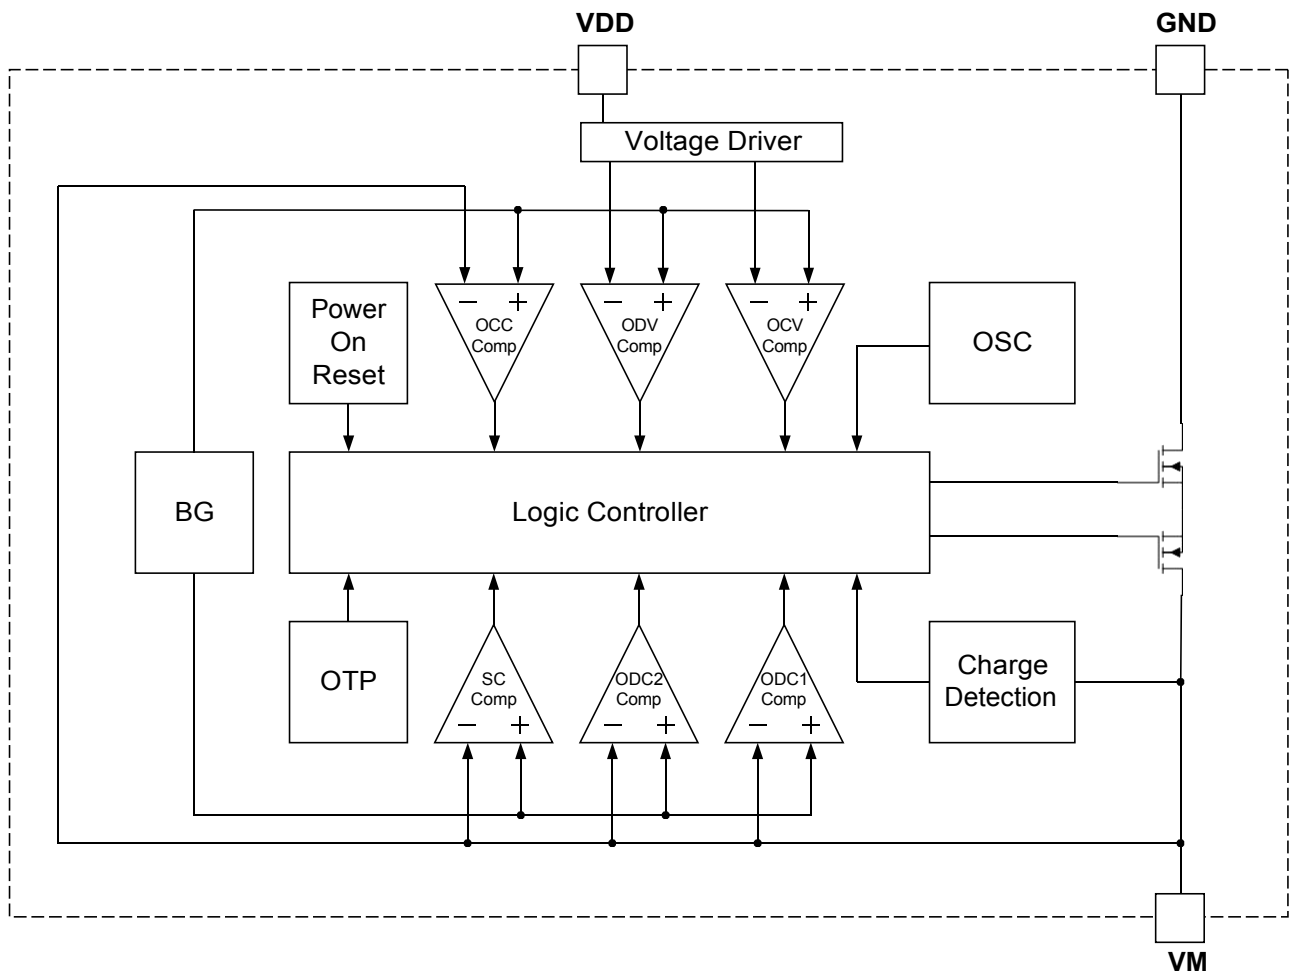 VDD
GND
Voltage Driver
Power
On
Reset
− +
OCC
Comp
− +
ODV
Comp
− +
OCV
Comp
OSC
BG
Logic Controller
OTP
SC
Comp
− +
ODC2
Comp
− +
ODC1
Comp
− +
Charge
Detection
VM